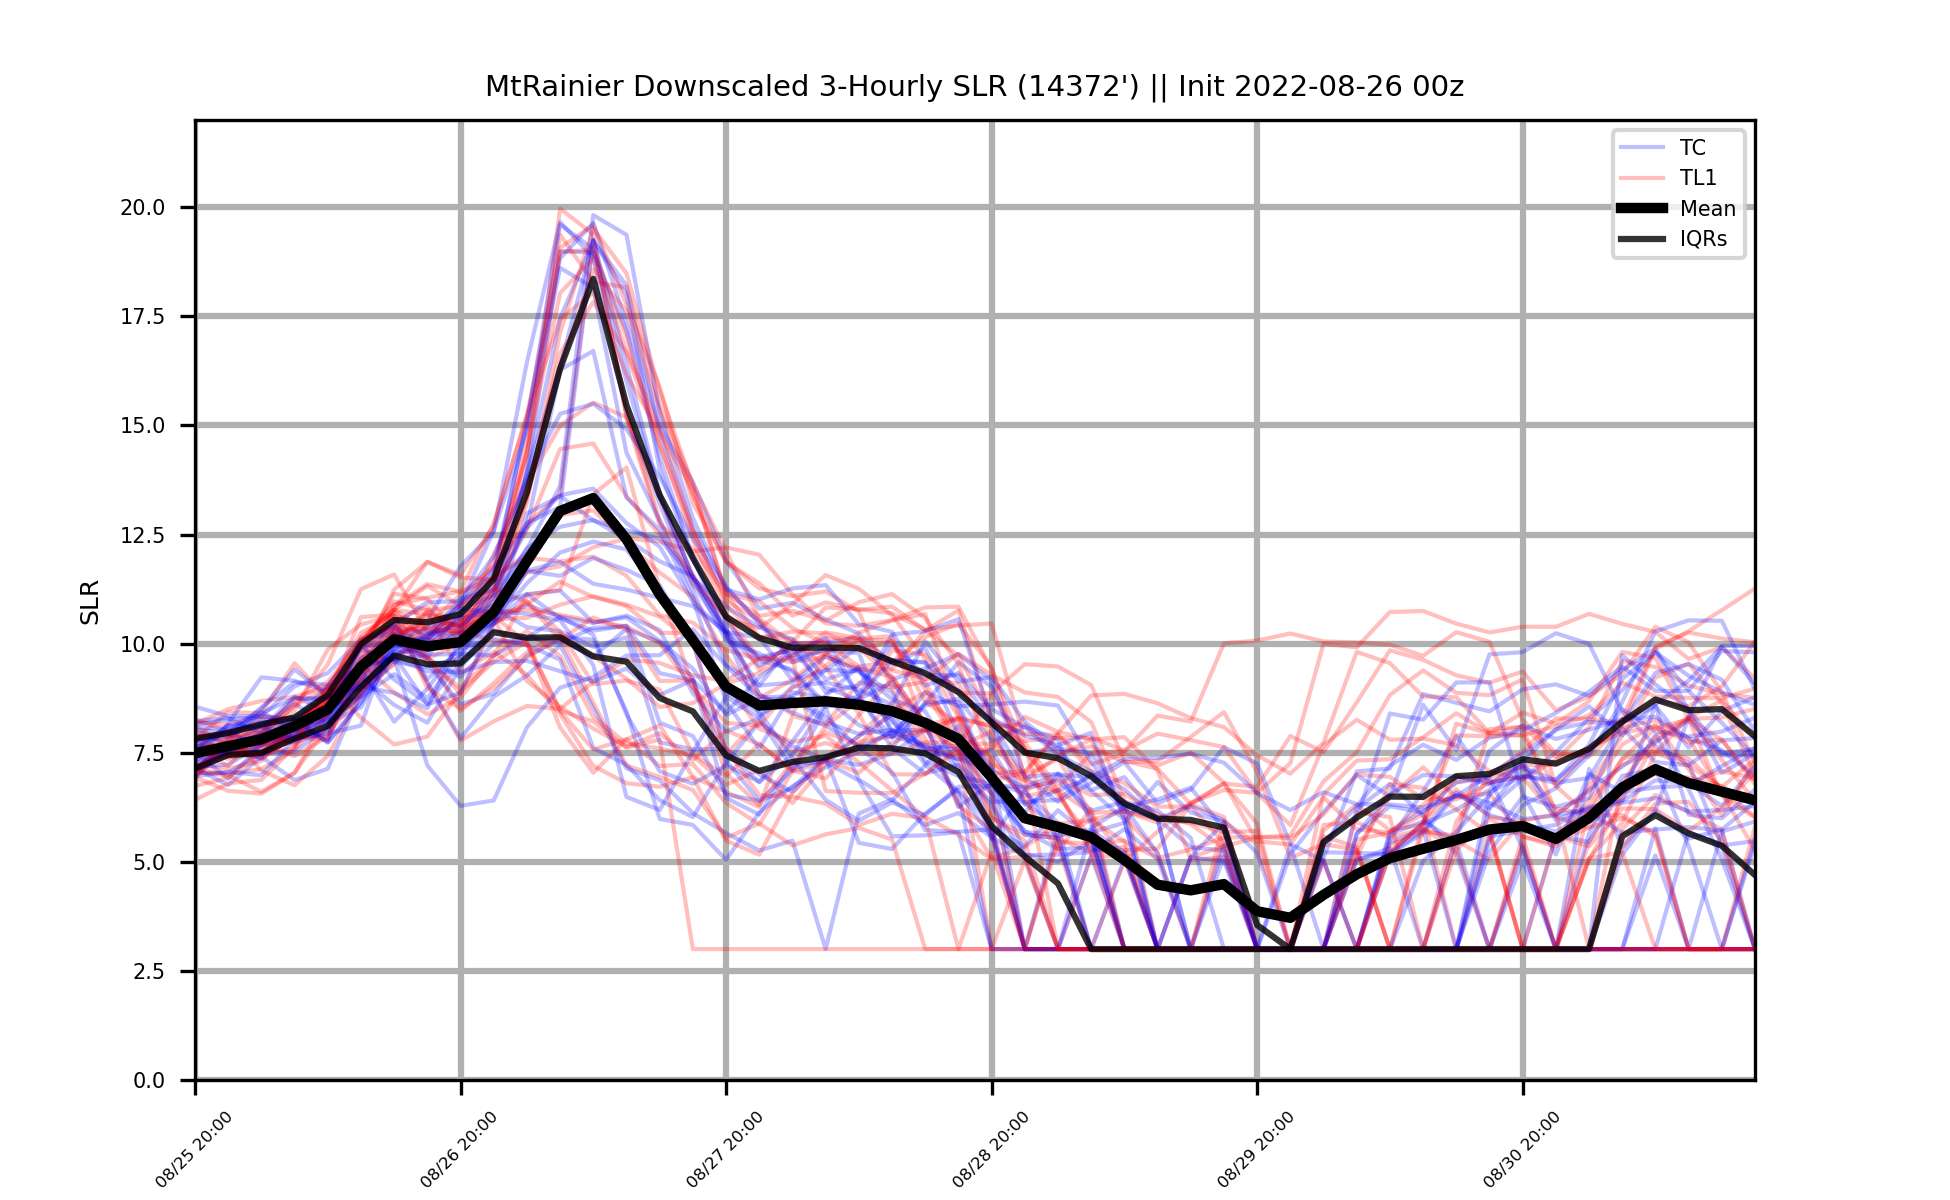 MtRainier Downscaled 3-Hourly SLR (14372') || Init 2022-08-26 00z
TC
TL1
Mean
IQRs
SLR
20.0
17.5
15.0
12.5
10.0
7.5
5.0
2.5
0.0
08/25 20:00
08/26 20:00
08/27 20:00
08/28 20:00
08/29 20:00
08/30 20:00